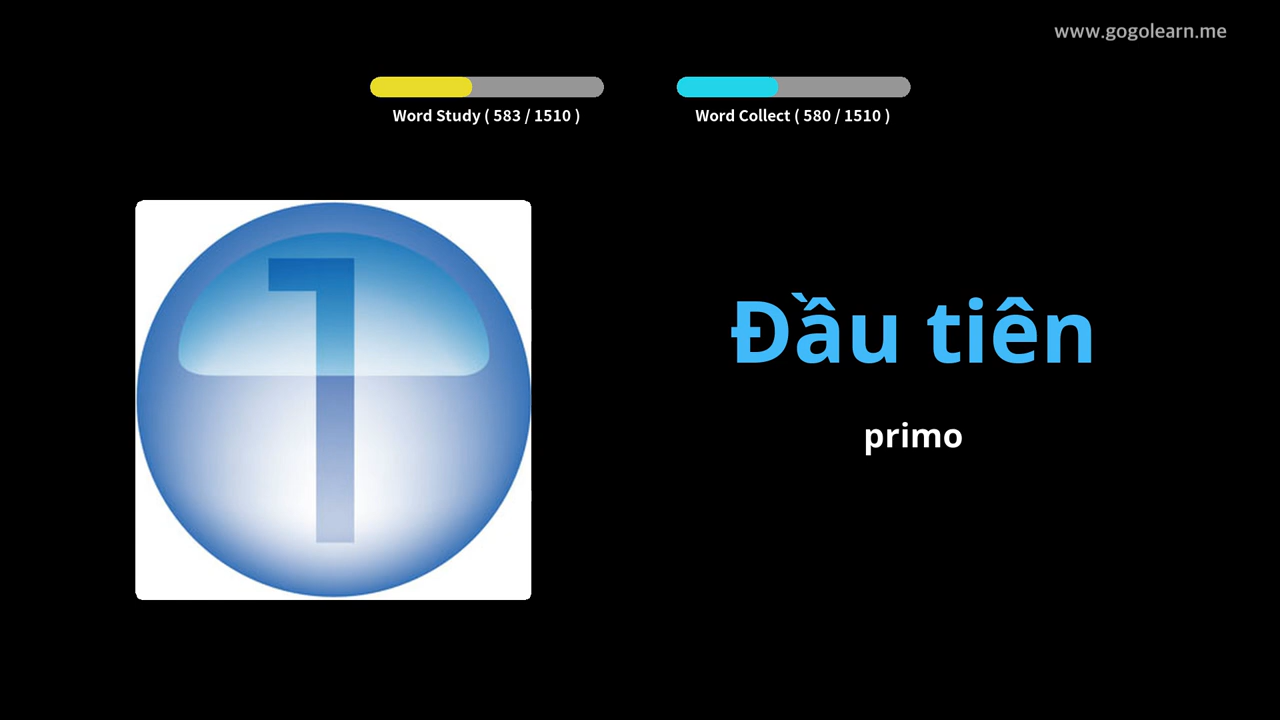 www.gogolearn.me
Word Study ( 583 / 1510 )
Word Collect ( 580 / 1510 )
1
Đầu tiên
primo